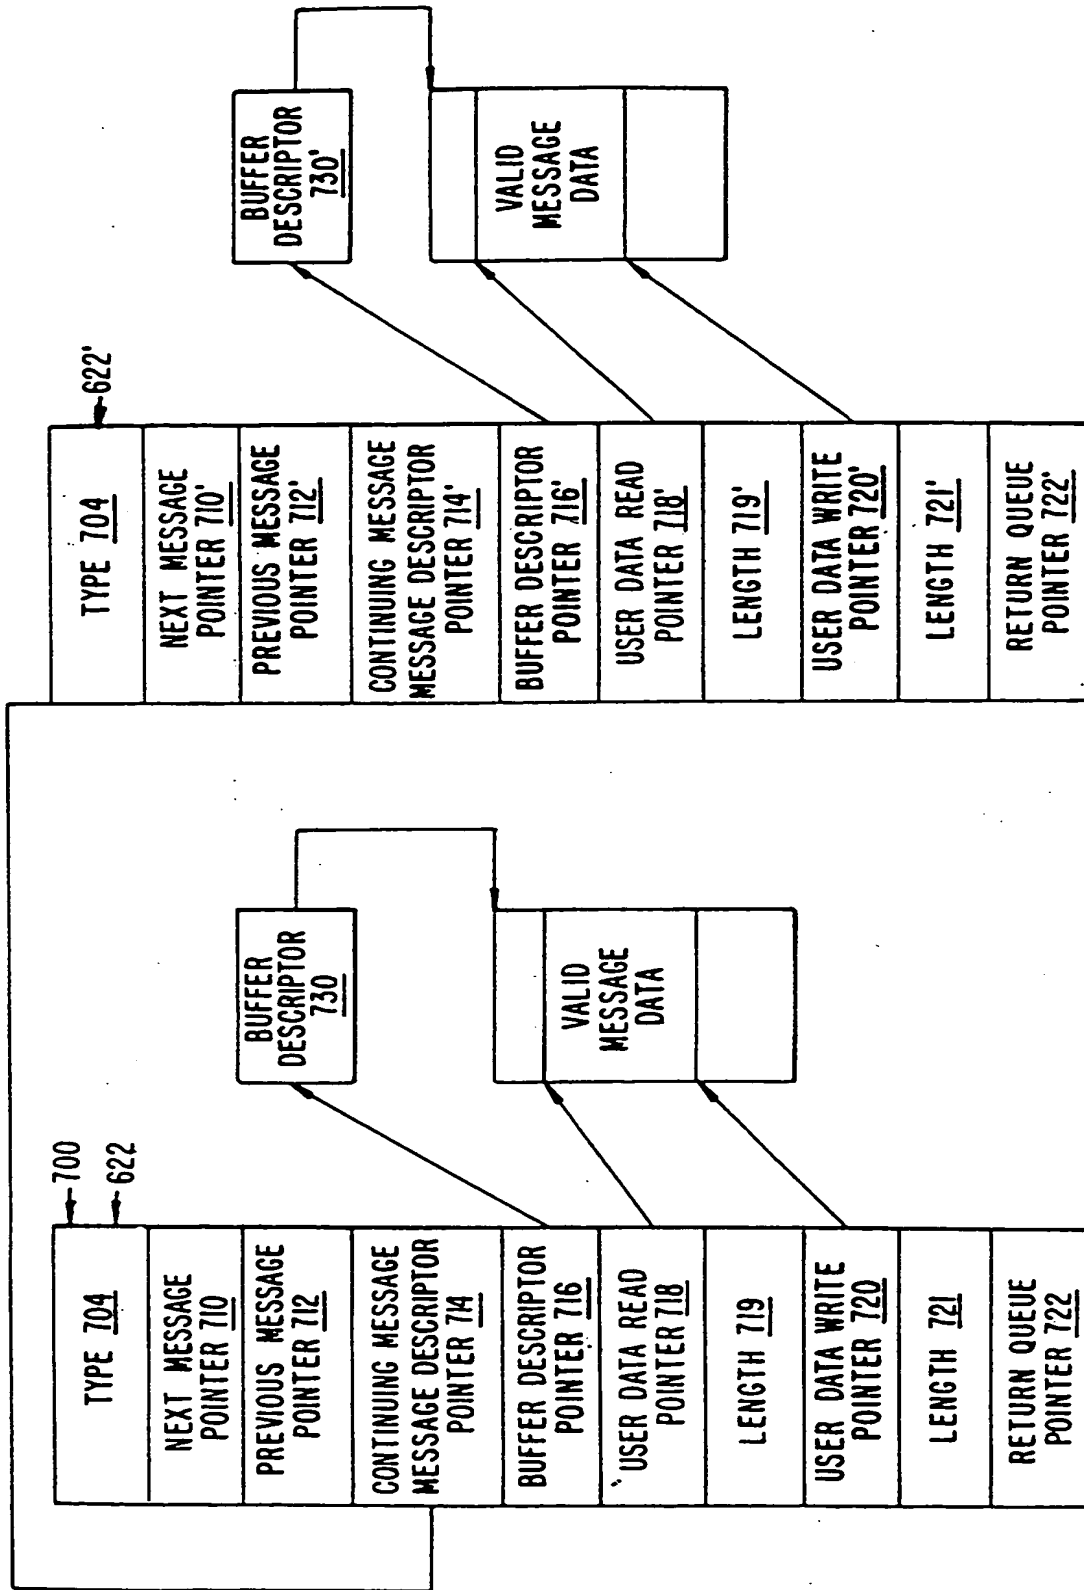 700
622
TYPE 704
NEXT MESSAGE
POINTER 710
PREVIOUS MESSAGE
POINTER 712
CONTINUING MESSAGE
MESSAGE DESCRIPTOR
POINTER 714
BUFFER DESCRIPTOR
POINTER 716
USER DATA READ
POINTER 718
LENGTH 719
USER DATA WRITE
POINTER 720
LENGTH 721
RETURN QUEUE
POINTER 722
BUFFER
DESCRIPTOR
730
VALID
MESSAGE
DATA
622'
TYPE 704
NEXT MESSAGE
POINTER 710'
PREVIOUS MESSAGE
POINTER 712'
CONTINUING MESSAGE
MESSAGE DESCRIPTOR
POINTER 714'
BUFFER DESCRIPTOR
POINTER 716'
USER DATA READ
POINTER 718'
LENGTH 719'
USER DATA WRITE
POINTER 720'
LENGTH 721'
RETURN QUEUE
POINTER 722'
BUFFER
DESCRIPTOR
730'
VALID
MESSAGE
DATA